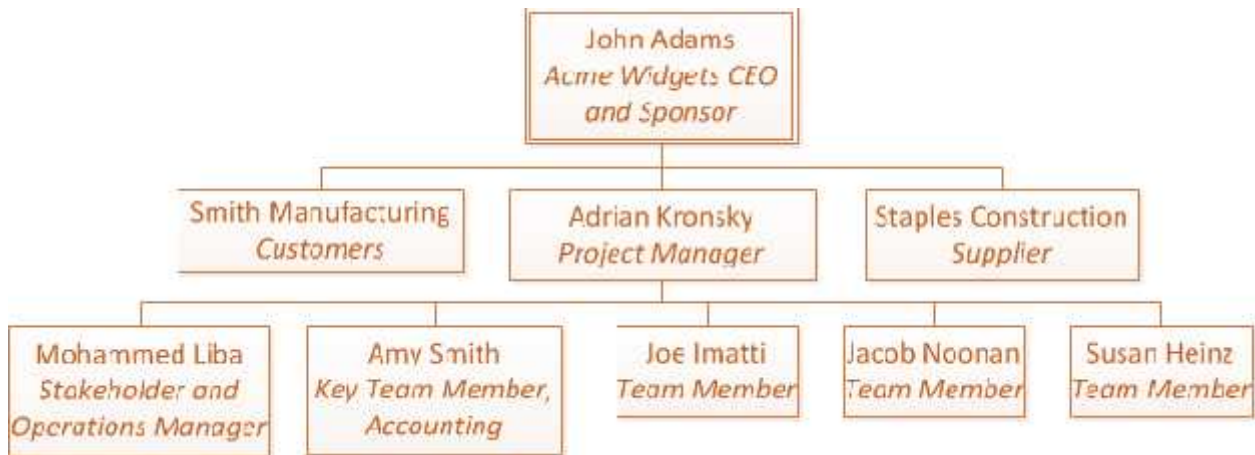 John Adams
Acme Widgets CEO
and Sponsor
Smith Manufacturing
Customers
Adrian Kronsky
Project Manager
Staples Construction
Supplier
Mohammed Liba
Stakeholder and
Operations Manager
Amy Smith
Key Team Member,
Accounting
Joe Imatti
Team Member
Jacob Noonan
Team Member
Susan Heinz
Team Member